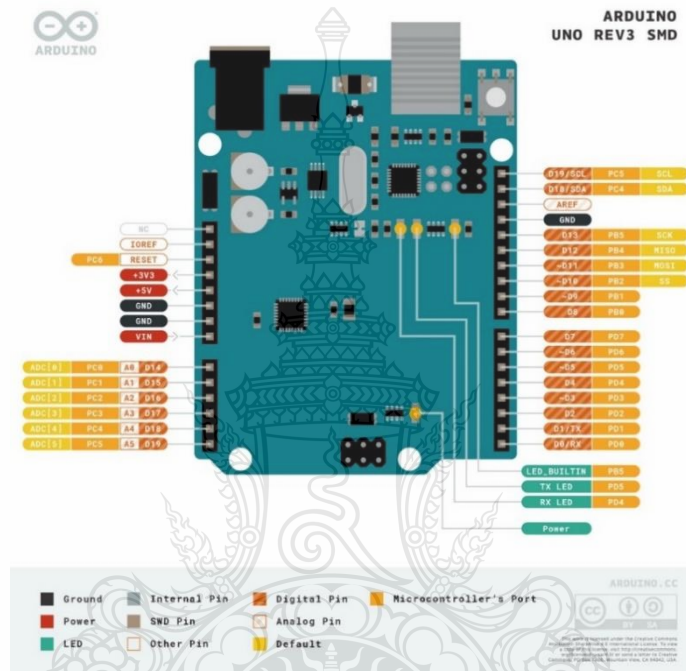 ARDUINO
ARDUINO
UNO REV3 SMD
D19/SCL PC5 SCL
D18/SDA PC4 SDA
AREF
GND
D13 PB5 SCK
D12 PB4 MISO
~D11 PB3 MOSI
~D10 PB2 SS
~D9 PB1
D8 PB0
NC
IOREF
PC6 RESET
+3V3
+5V
GND
GND
VIN
D7 PD7
~D6 PD6
~D5 PD5
D4 PD4
~D3 PD3
D2 PD2
D1/TX PD1
D0/RX PD0
ADC[0] PC0 A0 D14
ADC[1] PC1 A1 D15
ADC[2] PC2 A2 D16
ADC[3] PC3 A3 D17
ADC[4] PC4 A4 D18
ADC[5] PC5 A5 D19
LED_BUILTIN PB5
TX LED PD5
RX LED PD4
Power
Ground Internal Pin Digital Pin Microcontroller's Port
Power SWD Pin Analog Pin
LED Other Pin Default
ARDUINO.CC
CC
BY SA